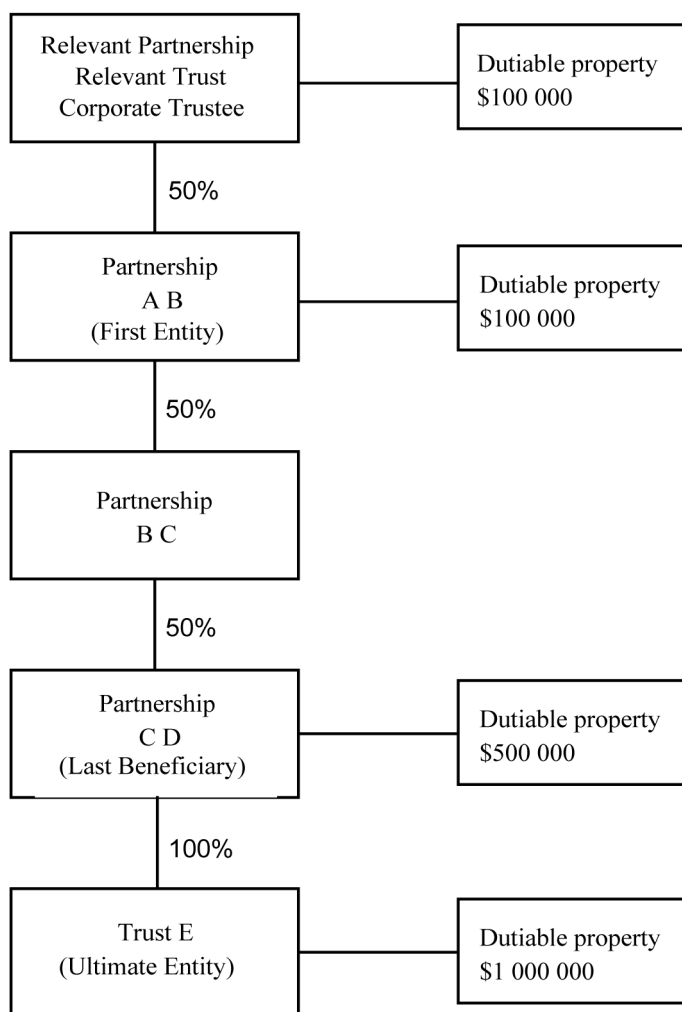 Relevant Partnership
Relevant Trust
Corporate Trustee
Dutiable property
$100 000
50%
Partnership
A B
(First Entity)
Dutiable property
$100 000
50%
Partnership
B C
50%
Partnership
C D
(Last Beneficiary)
Dutiable property
$500 000
100%
Trust E
(Ultimate Entity)
Dutiable property
$1 000 000